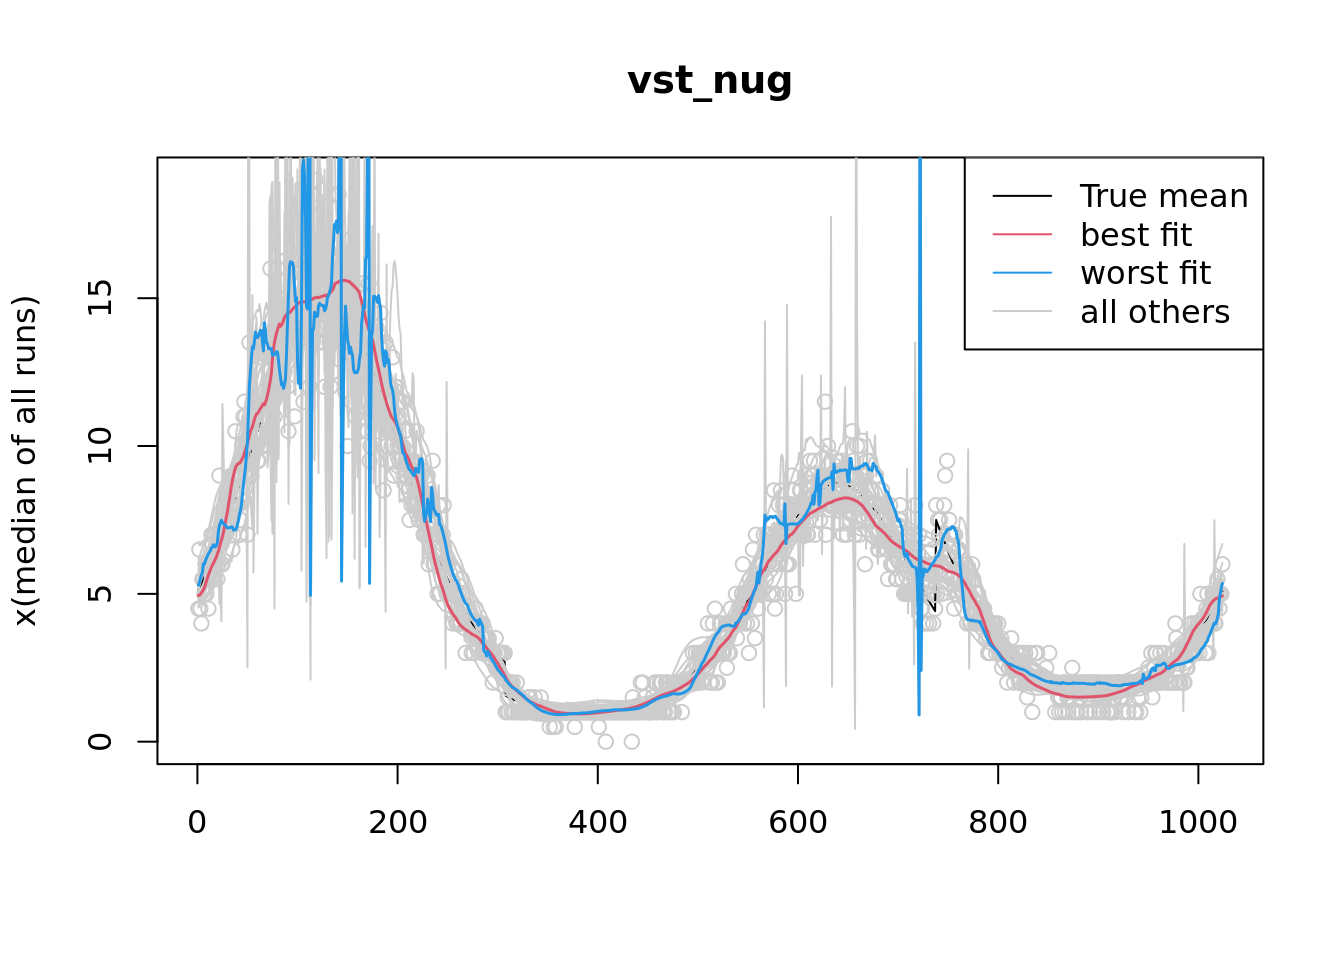 vst_nug
x(median of all runs)
15
10
5
0
True mean
best fit
worst fit
all others
0 200 400 600 800 1000